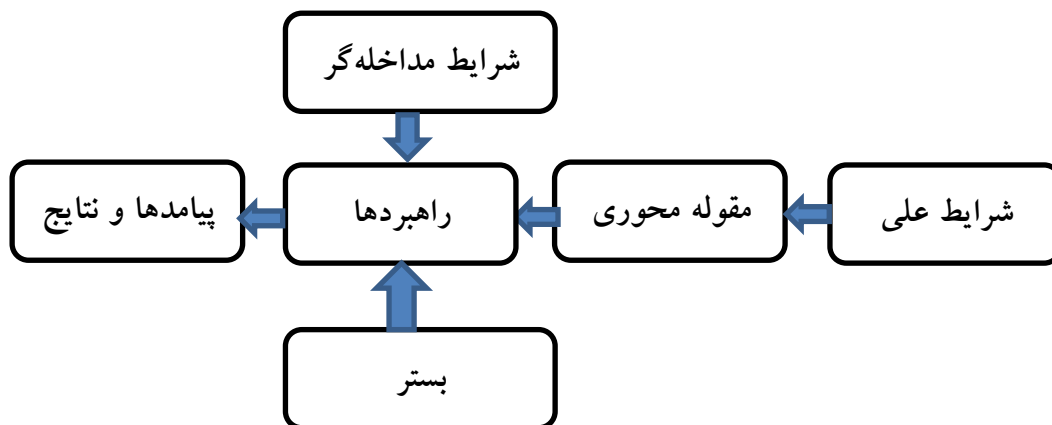 شرایط مداخله‌گر
شرایط علی
مقوله محوری
راهبردها
پیامدها و نتایج
بستر